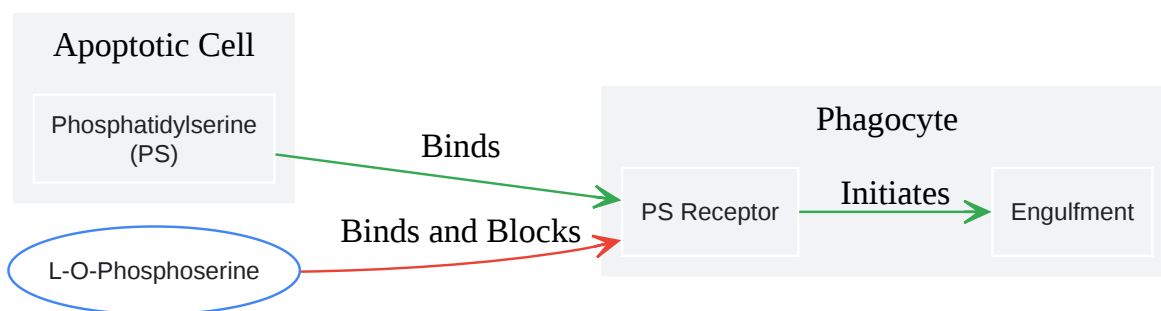 Apoptotic Cell
Phosphatidylserine
(PS)
Binds
Phagocyte
PS Receptor
Initiates
Engulfment
Binds and Blocks
L-O-Phosphoserine